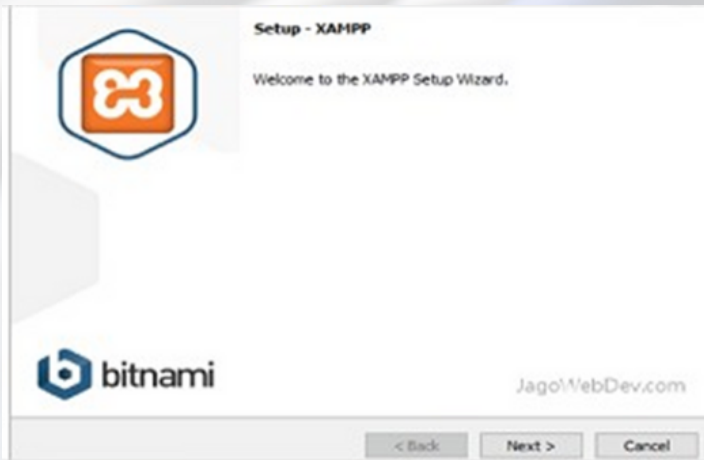 Setup - XAMPP
Welcome to the XAMPP Setup Wizard.
bitnami
JagoWebDev.com
< Back
Next >
Cancel